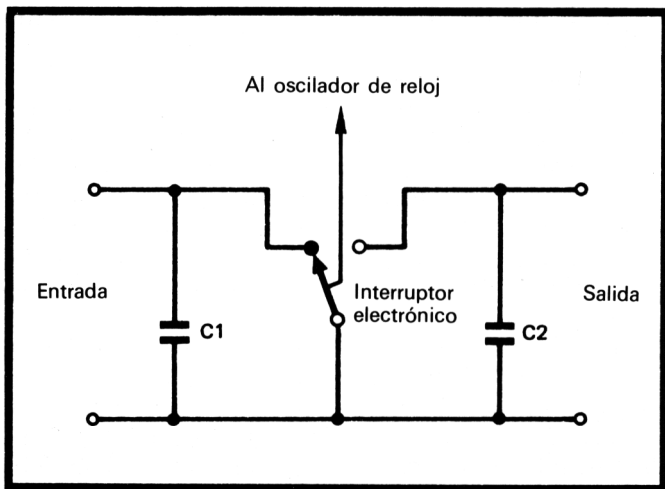 Al oscilador de reloj
Entrada
C1
Interruptor
electrónico
C2
Salida